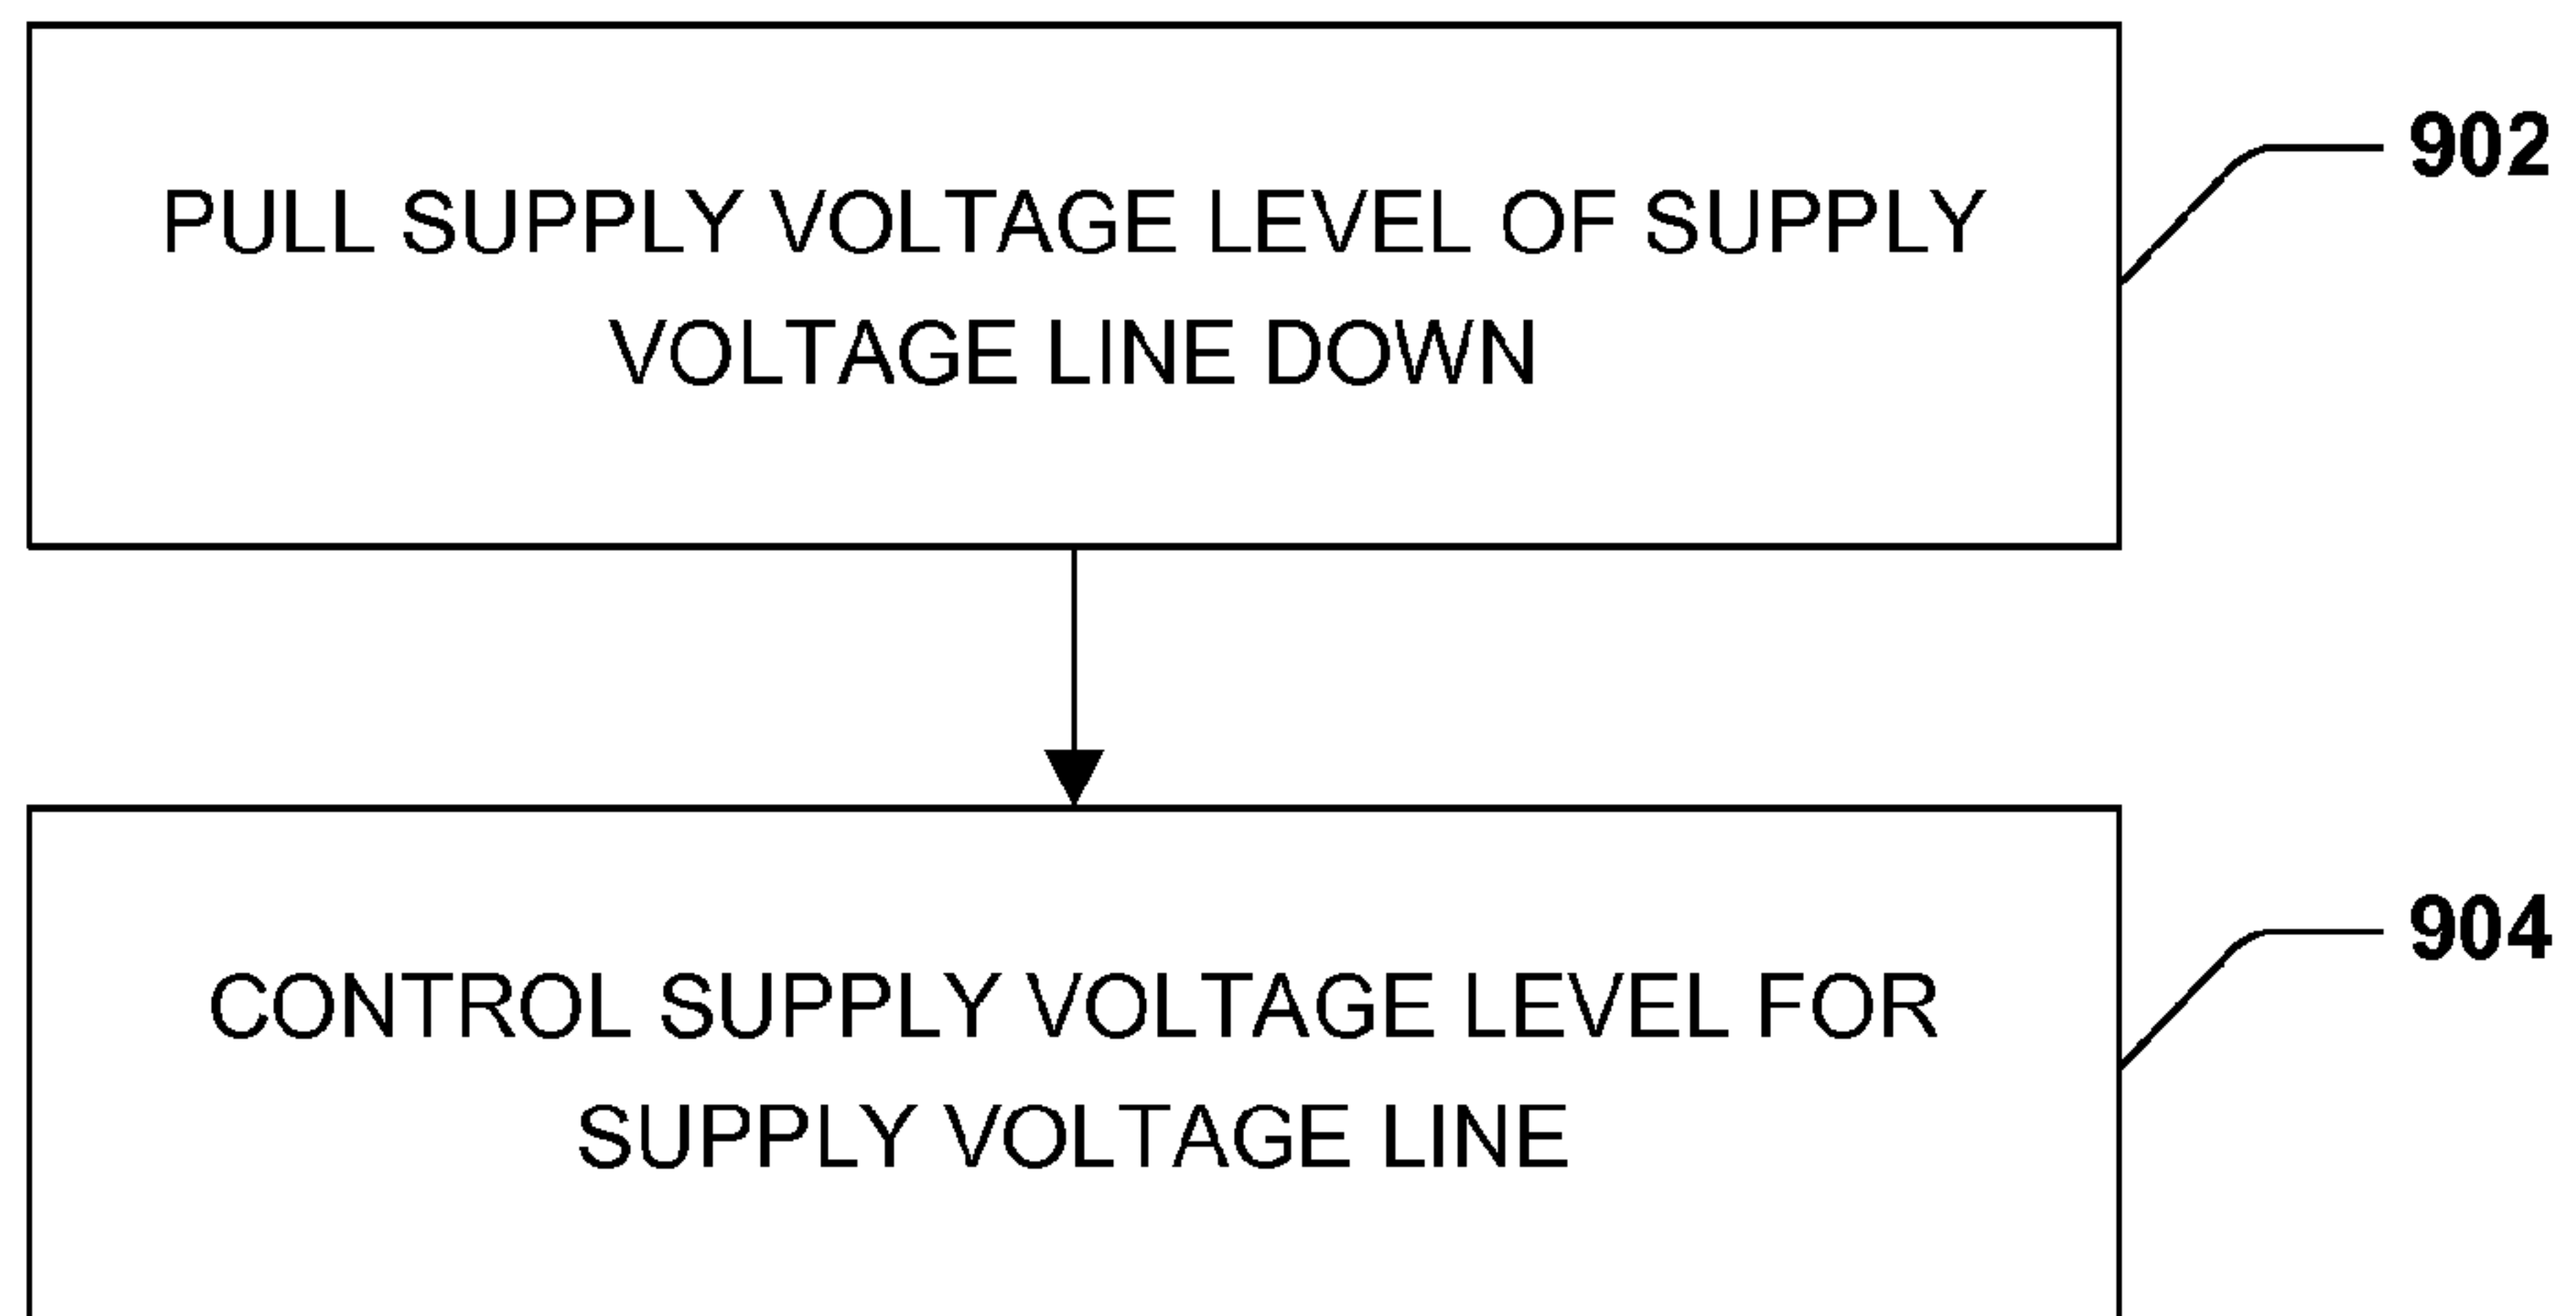 PULL SUPPLY VOLTAGE LEVEL OF SUPPLY
VOLTAGE LINE DOWN
902
CONTROL SUPPLY VOLTAGE LEVEL FOR
SUPPLY VOLTAGE LINE
904